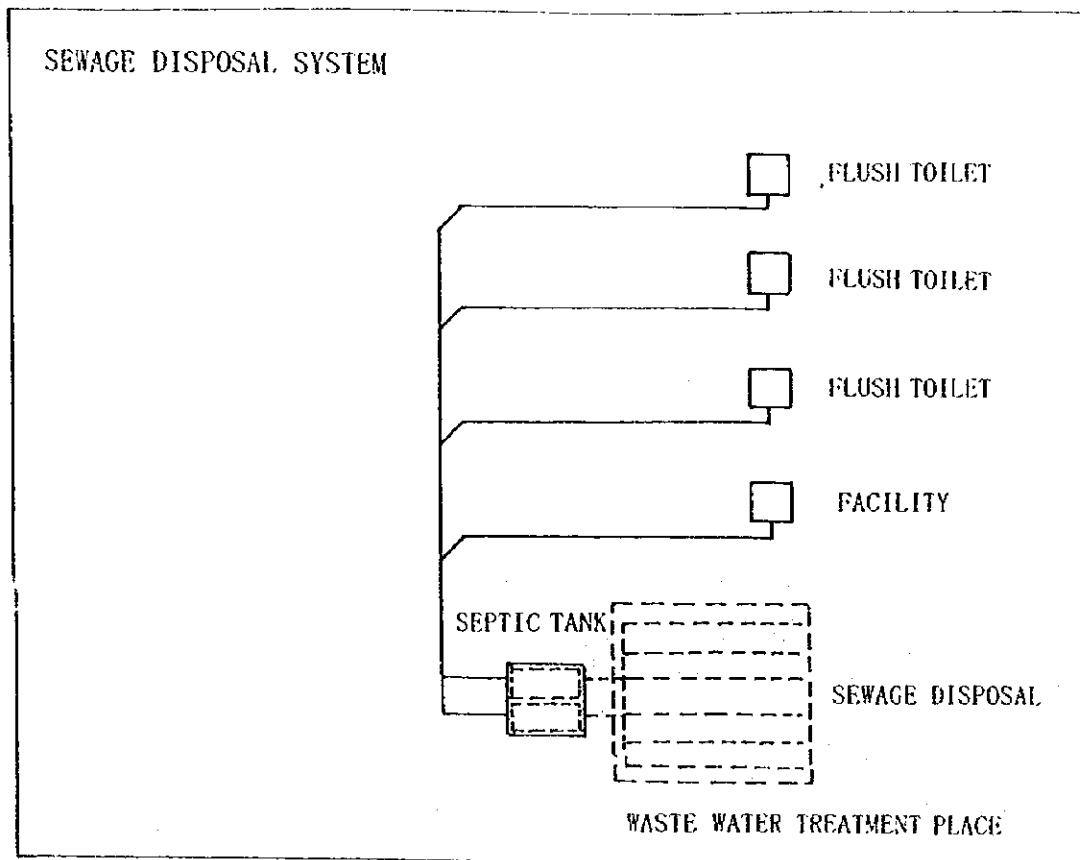 SEWAGE DISPOSAL SYSTEM
FLUSH TOILET
FLUSH TOILET
FLUSH TOILET
FACILITY
SEPTIC TANK
SEWAGE DISPOSAL
WASTE WATER TREATMENT PLACE